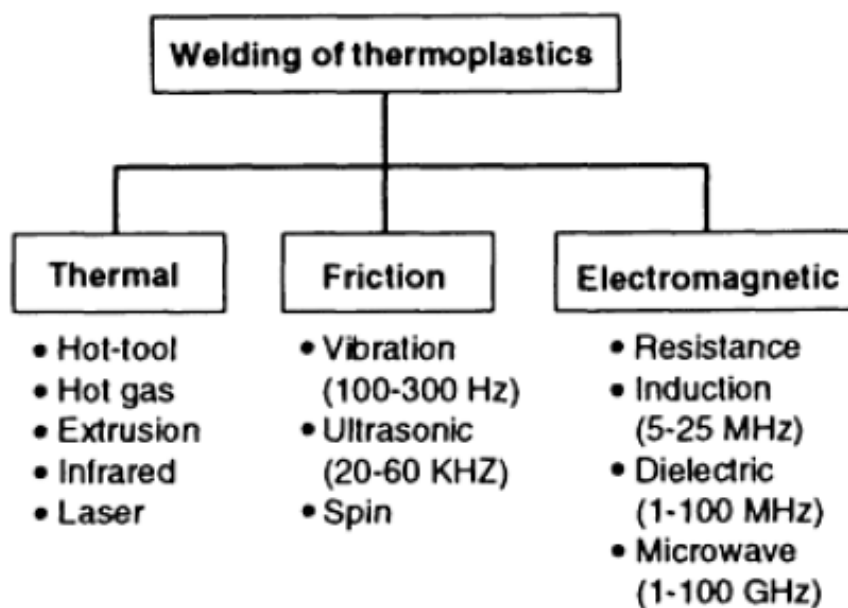 Welding of thermoplastics
Thermal
• Hot-tool
• Hot gas
• Extrusion
• Infrared
• Laser
Friction
• Vibration
(100-300 Hz)
• Ultrasonic
(20-60 KHZ)
• Spin
Electromagnetic
• Resistance
• Induction
(5-25 MHz)
• Dielectric
(1-100 MHz)
• Microwave
(1-100 GHz)